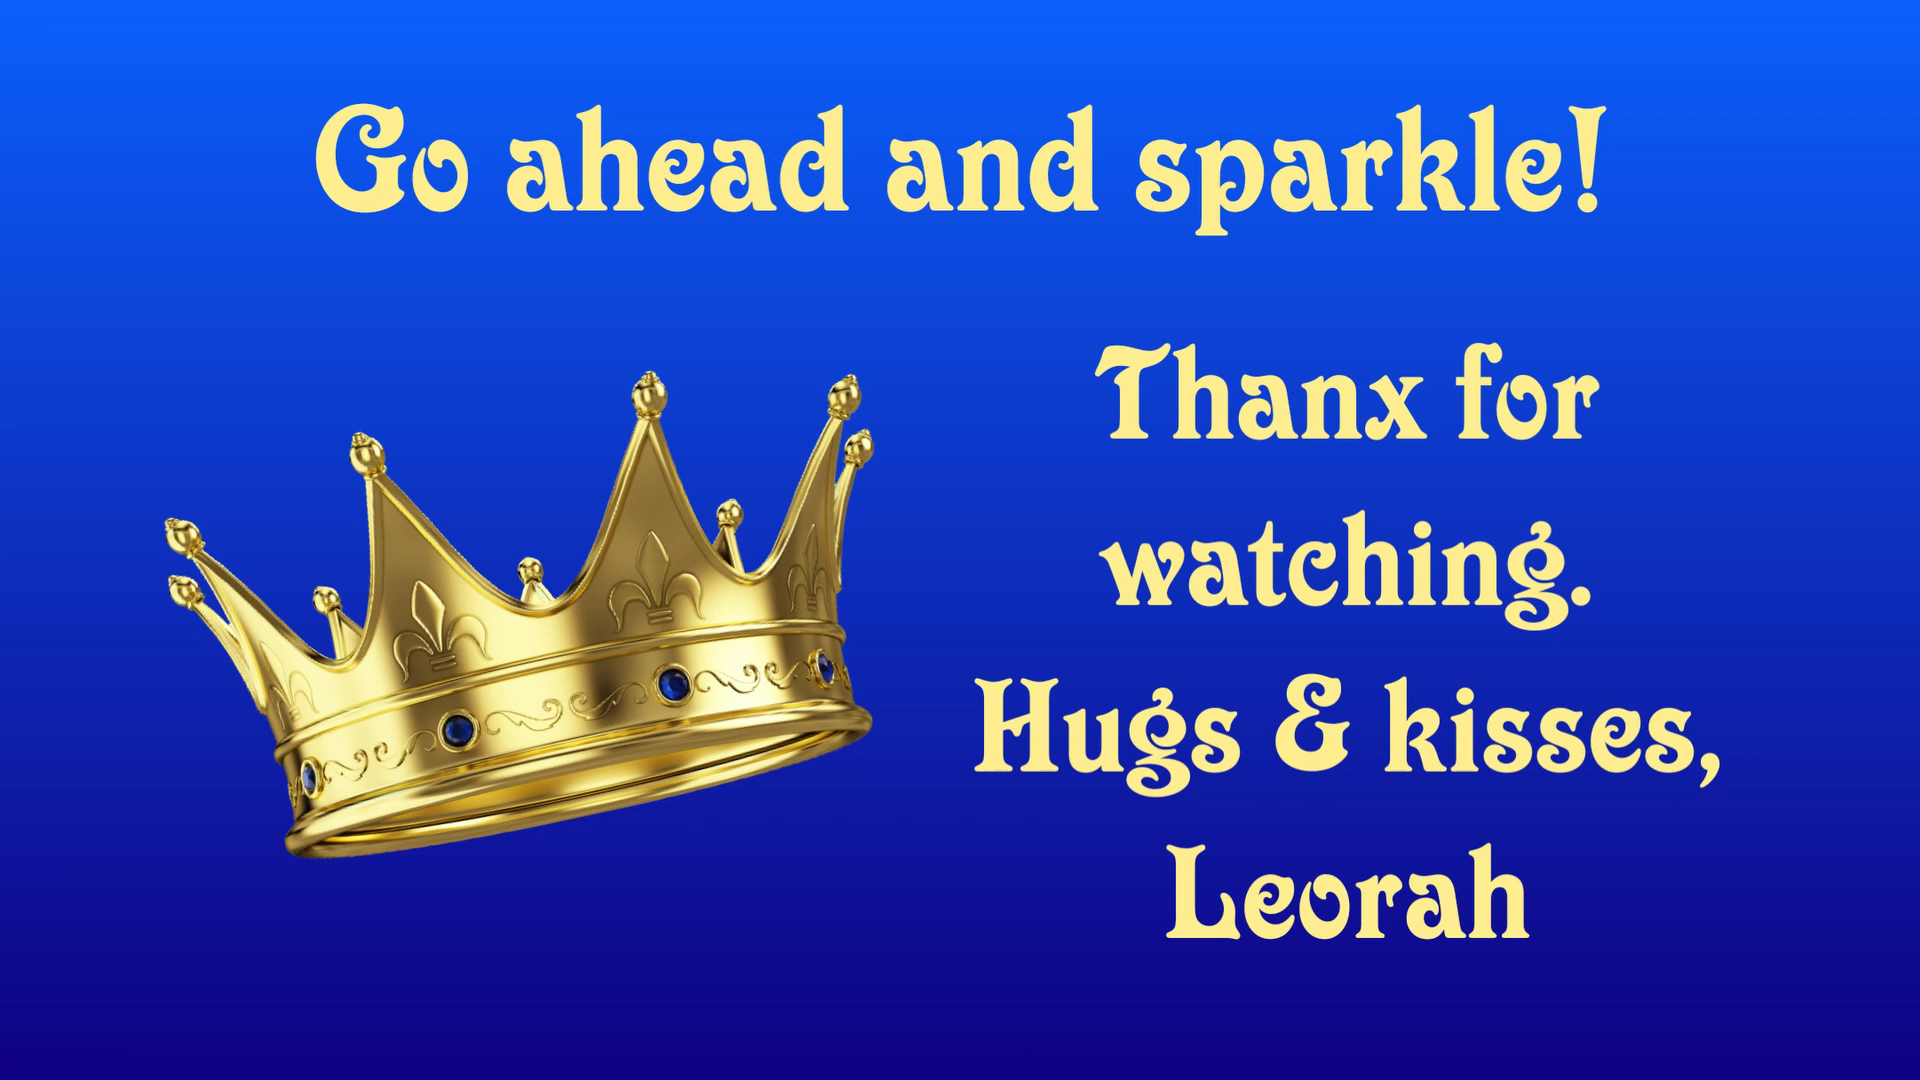 Go ahead and sparkle!
Thanx for
watching.
Hugs & kisses,
Leorah